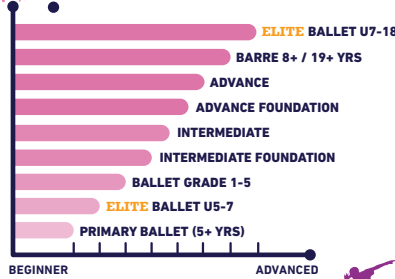 ELITE BALLET U7-18
BARRE 8+ / 19+ YRS
ADVANCE
ADVANCE FOUNDATION
INTERMEDIATE
INTERMEDIATE FOUNDATION
BALLET GRADE 1-5
ELITE BALLET U5-7
PRIMARY BALLET (5+ YRS)
BEGINNER ADVANCED